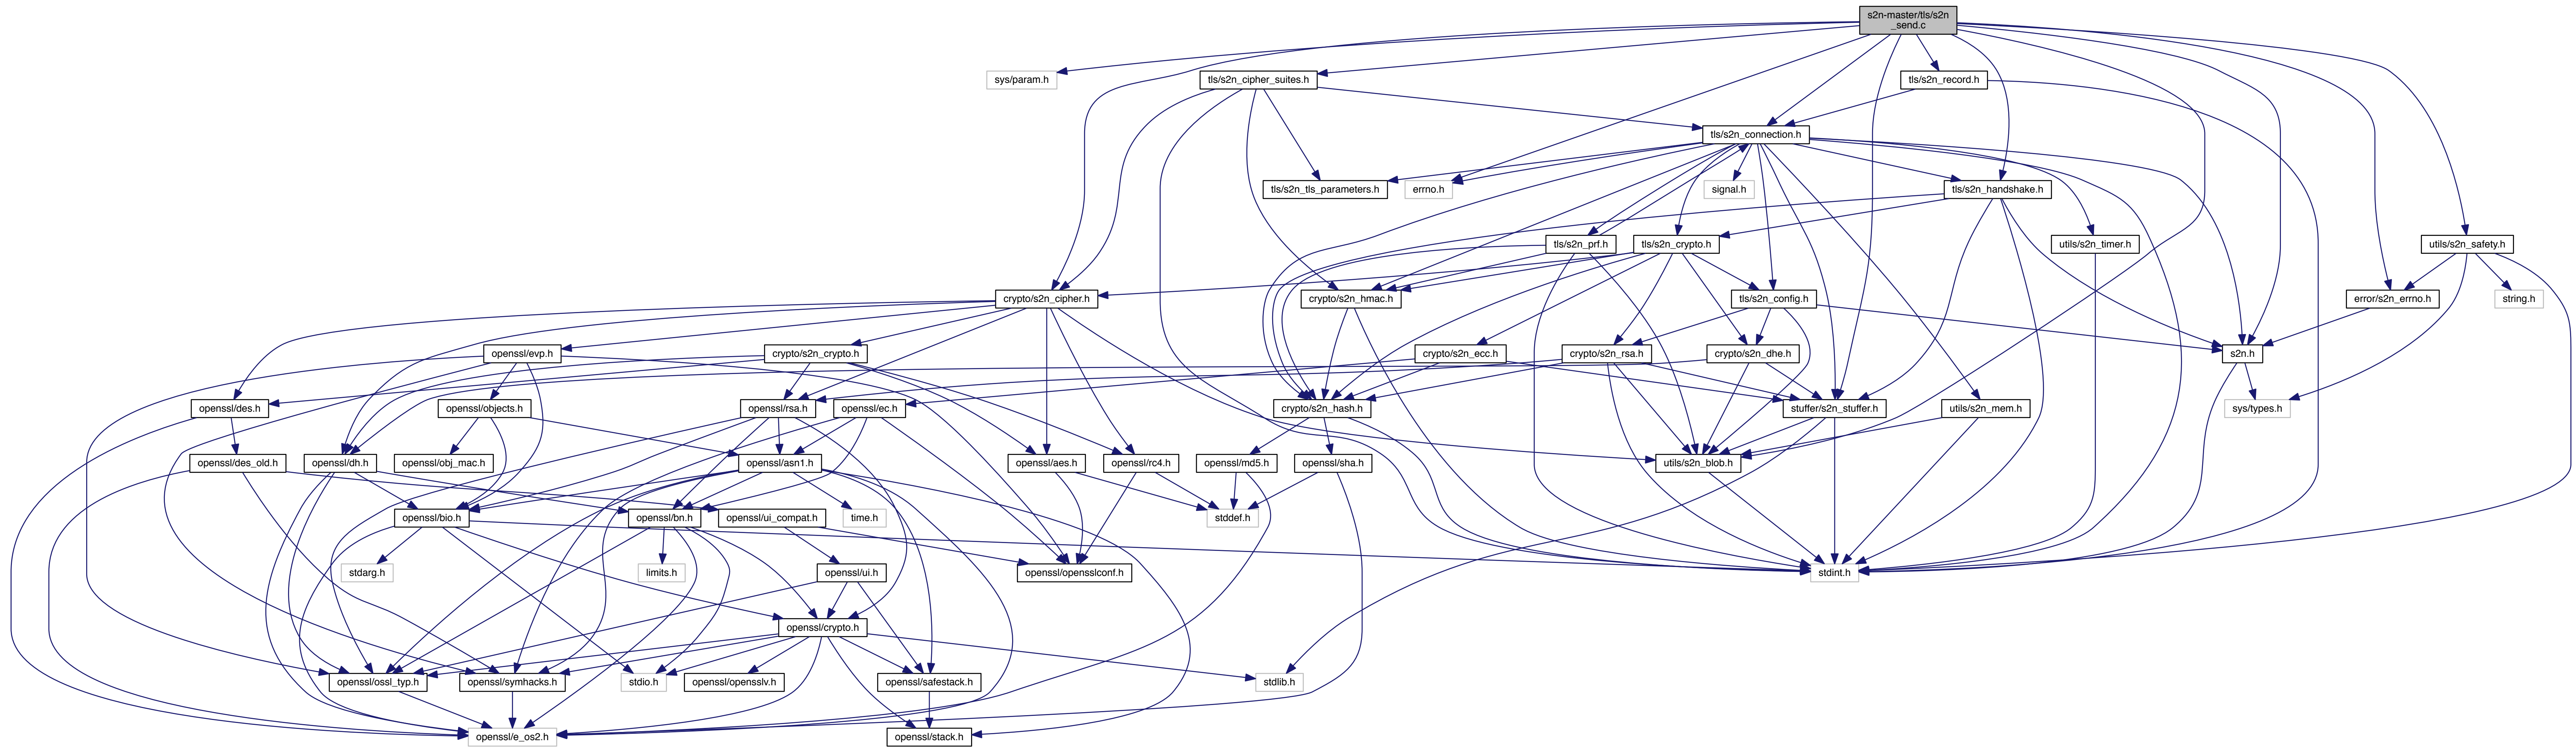 s2n-master/tls/s2n
_send.c
sys/param.h
tls/s2n_cipher_suites.h
tls/s2n_record.h
tls/s2n_connection.h
tls/s2n_tls_parameters.h
errno.h
signal.h
tls/s2n_handshake.h
tls/s2n_prf.h
tls/s2n_crypto.h
utils/s2n_timer.h
utils/s2n_safety.h
crypto/s2n_cipher.h
crypto/s2n_hmac.h
tls/s2n_config.h
error/s2n_errno.h
string.h
openssl/evp.h
crypto/s2n_crypto.h
crypto/s2n_ecc.h
crypto/s2n_rsa.h
crypto/s2n_dhe.h
s2n.h
openssl/des.h
openssl/objects.h
openssl/rsa.h
openssl/ec.h
crypto/s2n_hash.h
stuffer/s2n_stuffer.h
utils/s2n_mem.h
sys/types.h
openssl/des_old.h
openssl/dh.h
openssl/obj_mac.h
openssl/asn1.h
openssl/aes.h
openssl/rc4.h
openssl/md5.h
openssl/sha.h
utils/s2n_blob.h
openssl/bio.h
openssl/bn.h
openssl/ui_compat.h
time.h
stddef.h
stdarg.h
limits.h
openssl/ui.h
openssl/opensslconf.h
stdint.h
openssl/crypto.h
openssl/ossl_typ.h
openssl/symhacks.h
stdio.h
openssl/opensslv.h
openssl/safestack.h
stdlib.h
openssl/e_os2.h
openssl/stack.h